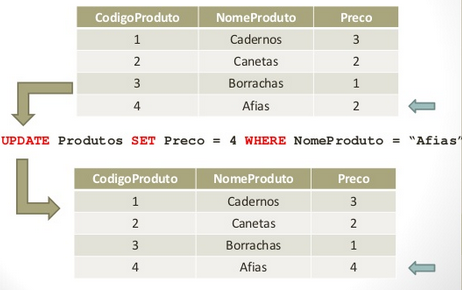 CodigoProduto NomeProduto Preco
1 Cadernos 3
2 Canetas 2
3 Borrachas 1
4 Afias 2
UPDATE Produtos SET Preco = 4 WHERE NomeProduto = “Afias”
CodigoProduto NomeProduto Preco
1 Cadernos 3
2 Canetas 2
3 Borrachas 1
4 Afias 4